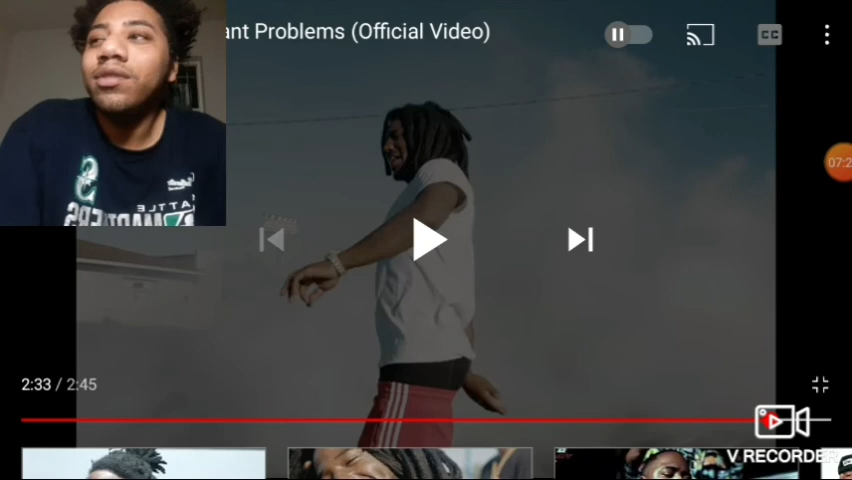 ant Problems (Official Video)
CC
07:2
2:33 / 2:45
V RECORDER